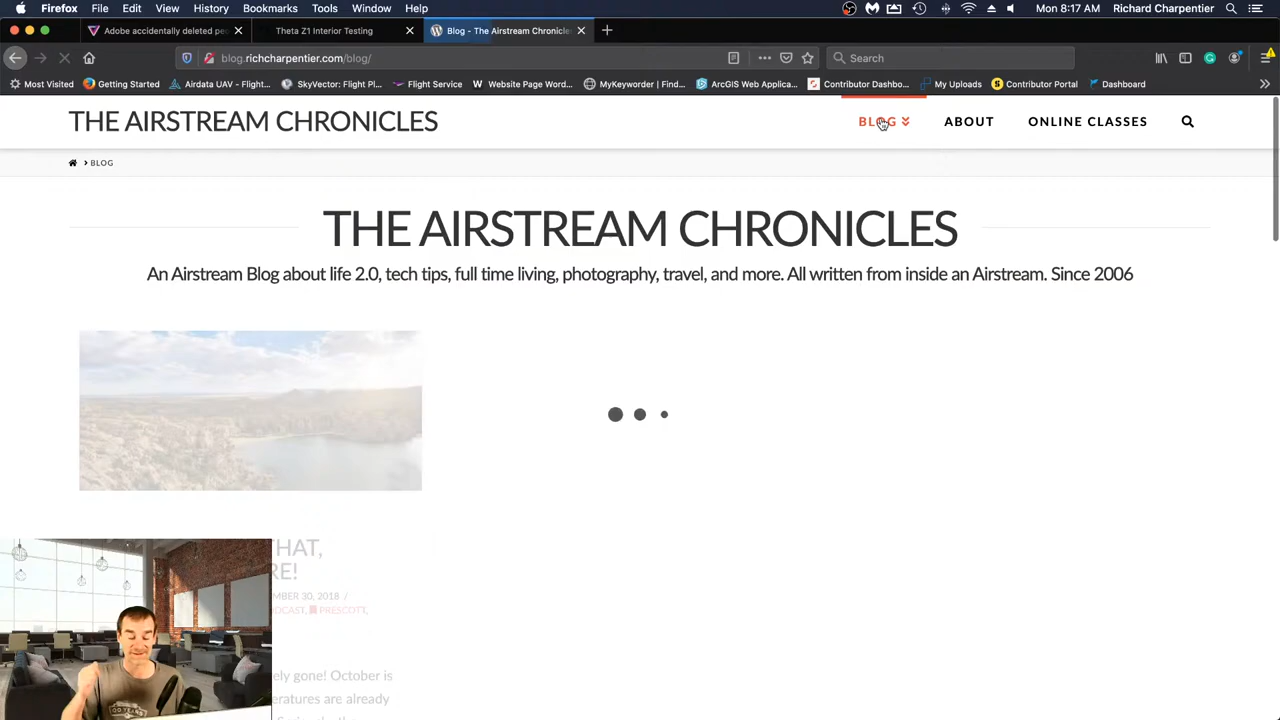 Firefox File Edit View History Bookmarks Tools Window Help Mon 8:17 AM Richard Charpentier
Adobe accidentally deleted pe
Theta Z1 Interior Testing
Blog - The Airstream Chronicles
blog.richcharpentier.com/blog/
Search
Most Visited Getting Started Airdata UAV - Flight... SkyVector: Flight Pl... Flight Service Website Page Word... MyKeyworder | Find... ArcGIS Web Applica... Contributor Dashbo... My Uploads Contributor Portal Dashboard
THE AIRSTREAM CHRONICLES
BLOG ABOUT ONLINE CLASSES
BLOG
THE AIRSTREAM CHRONICLES
An Airstream Blog about life 2.0, tech tips, full time living, photography, travel, and more. All written from inside an Airstream. Since 2006
HAT,
RE!
MBER 30, 2018 /
DCAST, PRESCOTT,
ely gone! October is
eratures are already